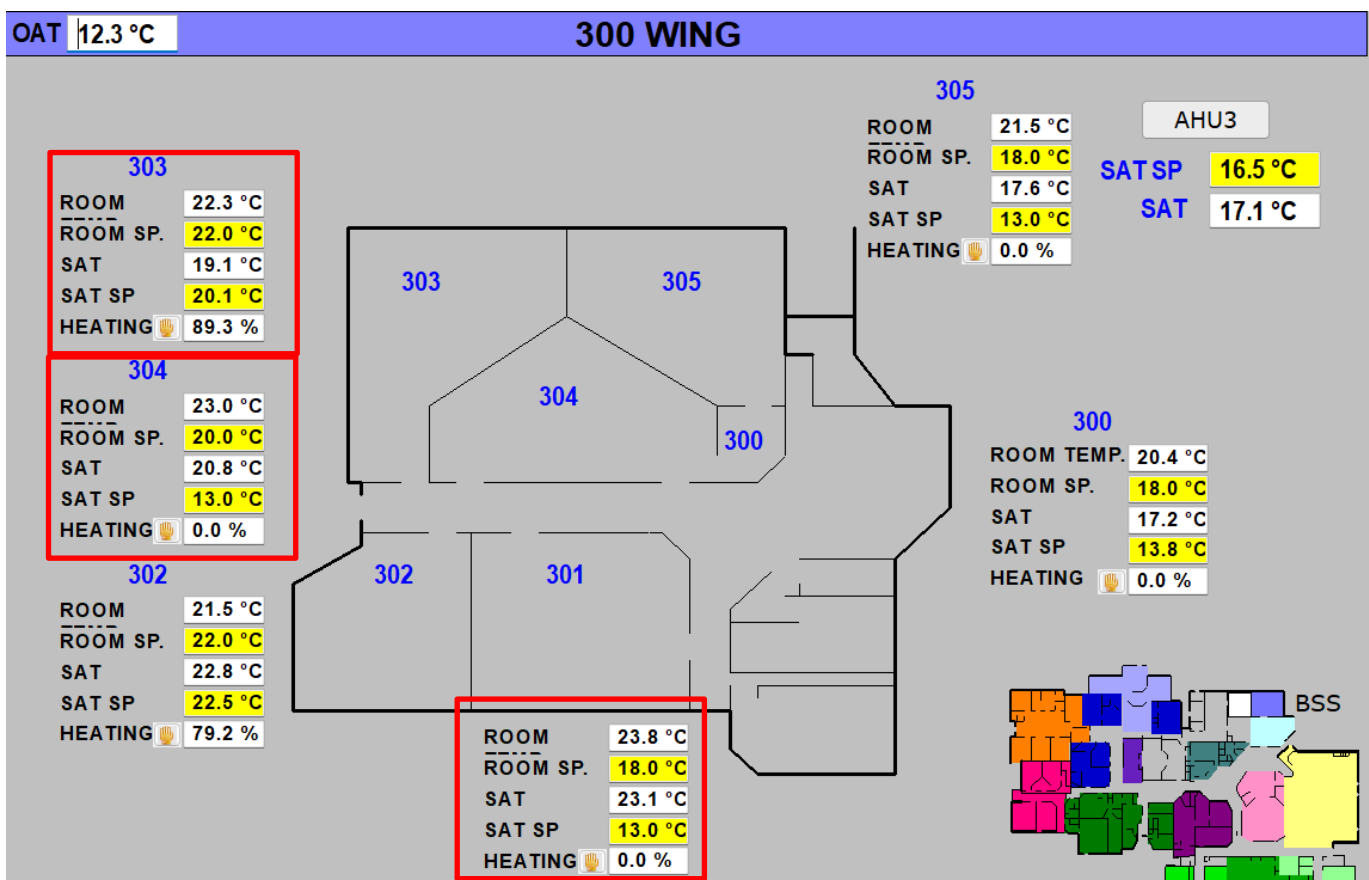 OAT 12.3 °C 300 WING
305
ROOM 21.5 °C
ROOM SP. 18.0 °C
SAT 17.6 °C
SAT SP 13.0 °C
HEATING 0.0 %
AHU3
SAT SP 16.5 °C
SAT 17.1 °C
303
ROOM 22.3 °C
ROOM SP. 22.0 °C
SAT 19.1 °C
SAT SP 20.1 °C
HEATING 89.3 %
304
ROOM 23.0 °C
ROOM SP. 20.0 °C
SAT 20.8 °C
SAT SP 13.0 °C
HEATING 0.0 %
302
ROOM 21.5 °C
ROOM SP. 22.0 °C
SAT 22.8 °C
SAT SP 22.5 °C
HEATING 79.2 %
303 305
304
300
302 301
300
ROOM TEMP. 20.4 °C
ROOM SP. 18.0 °C
SAT 17.2 °C
SAT SP 13.8 °C
HEATING 0.0 %
ROOM 23.8 °C
ROOM SP. 18.0 °C
SAT 23.1 °C
SAT SP 13.0 °C
HEATING 0.0 %
BSS